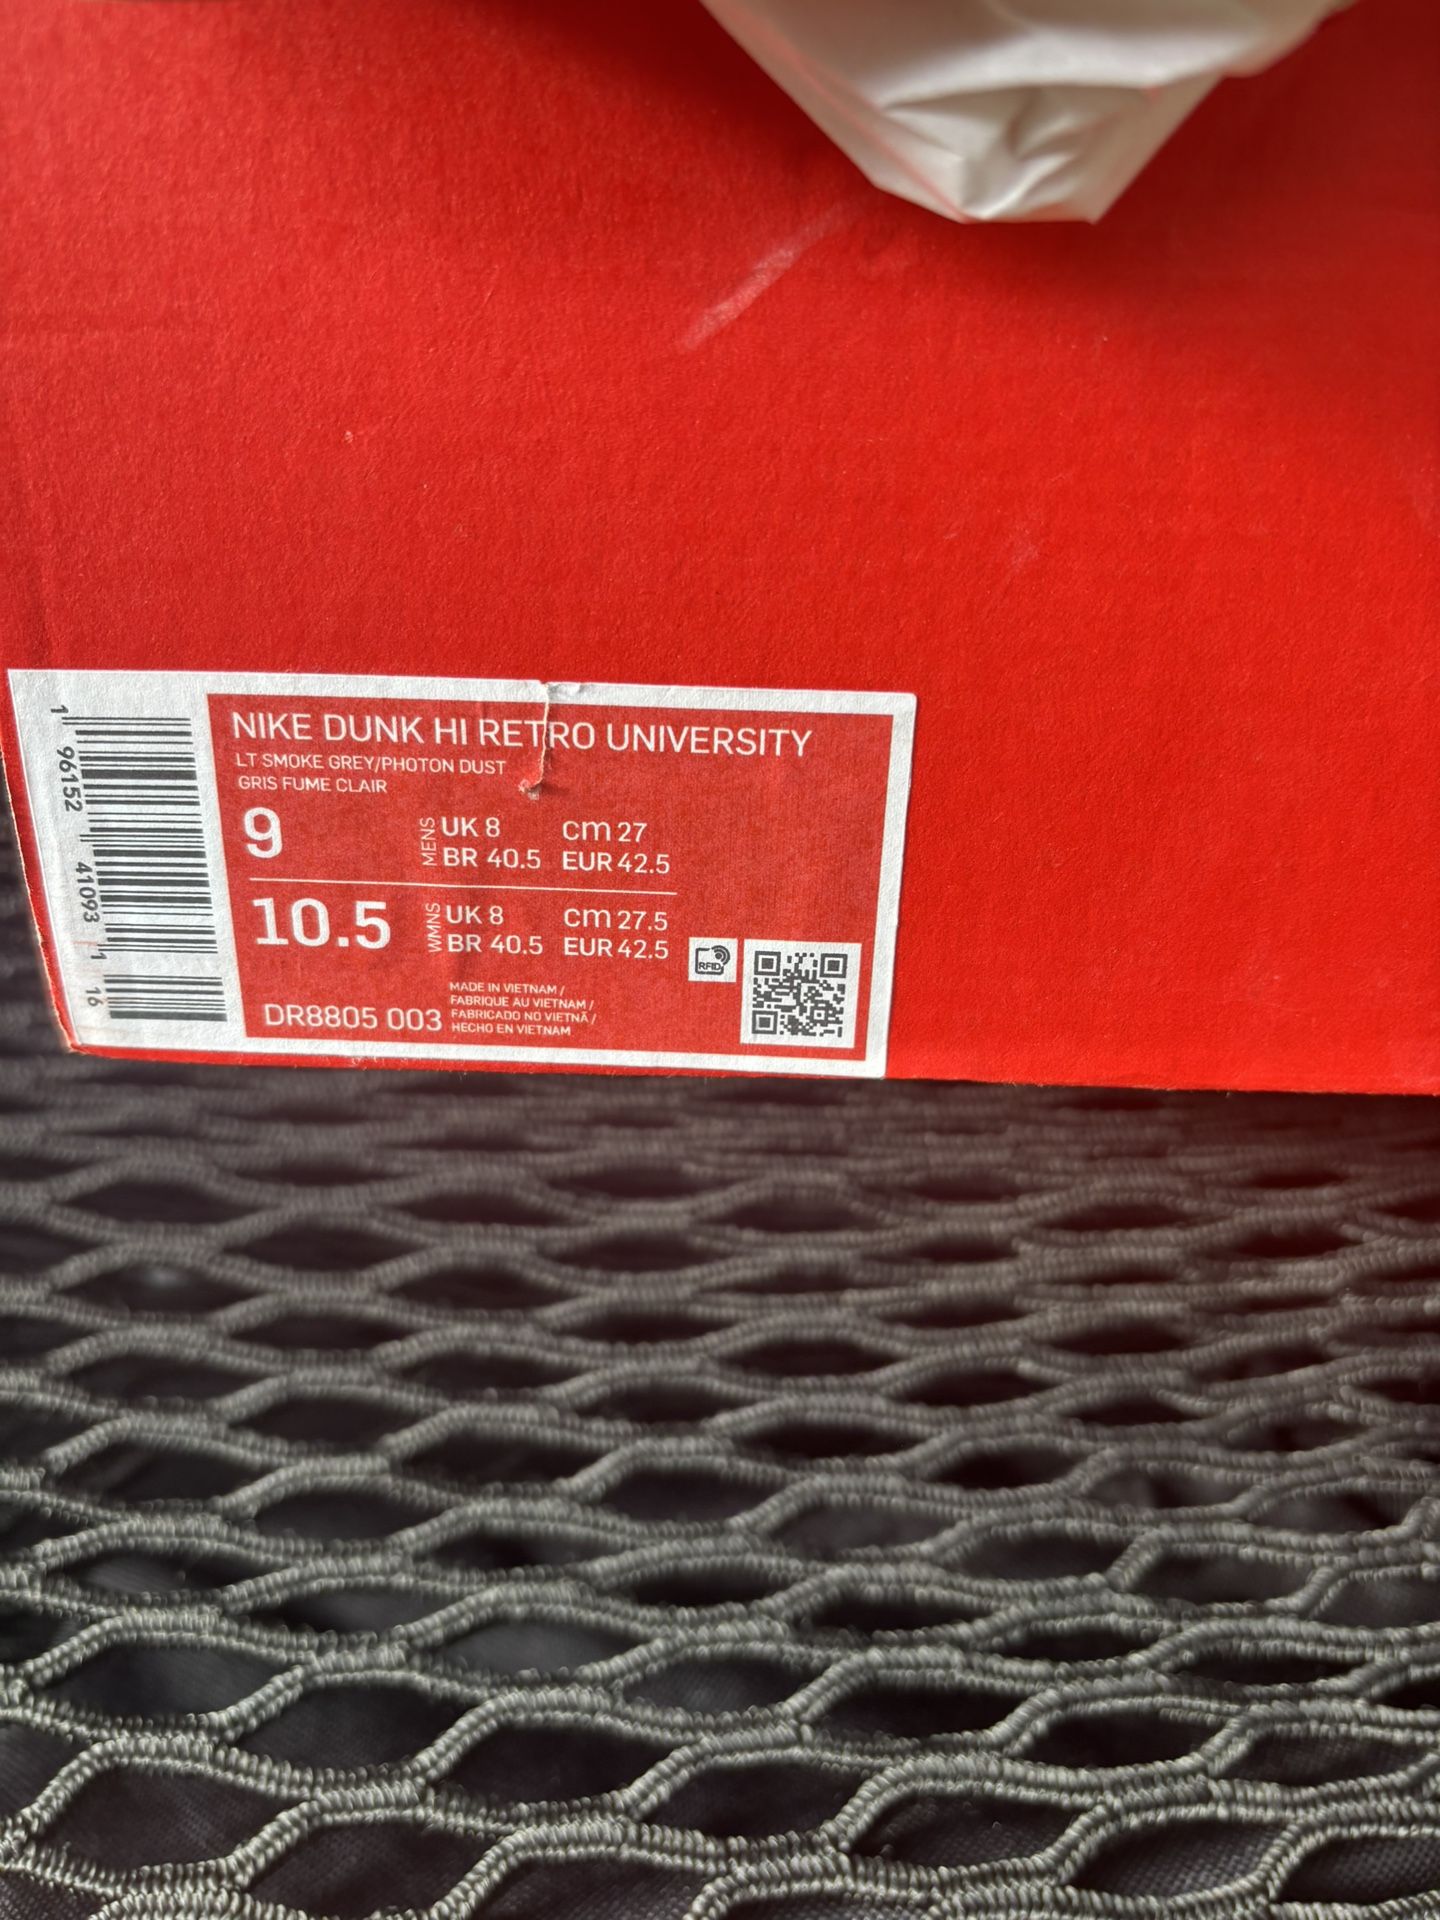 NIKE DUNK HI RETRO UNIVERSITY
LT SMOKE GREY/PHOTON DUST
GRIS FUME CLAIR
9
MENS
UK 8 cm 27
BR 40.5 EUR 42.5
10.5
WMNS
UK 8 cm 27.5
BR 40.5 EUR 42.5
RFID
DR8805 003
MADE IN VIETNAM /
FABRIQUE AU VIETNAM /
FABRICADO NO VIETNÃ /
HECHO EN VIETNAM
1 96152 41093 1 16